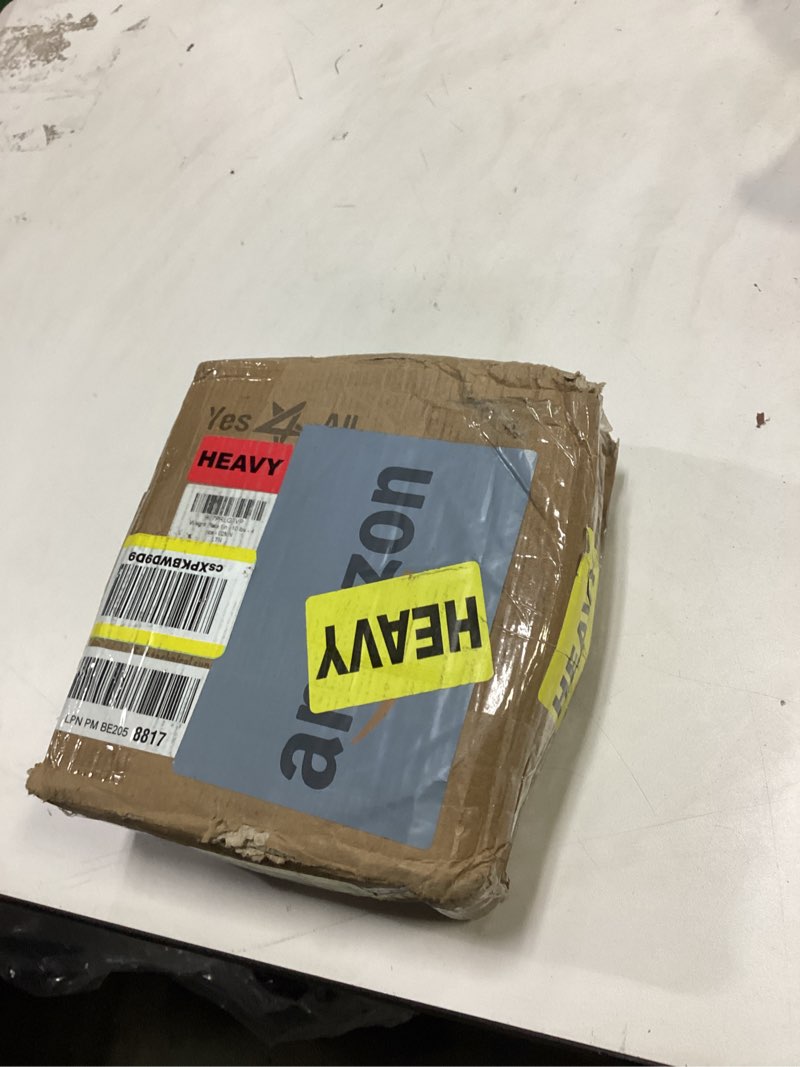 Yes 4 All
HEAVY
csXPKBWD9D9
LPN PM BE205 8817
amazon
HEAVY
HEAVY